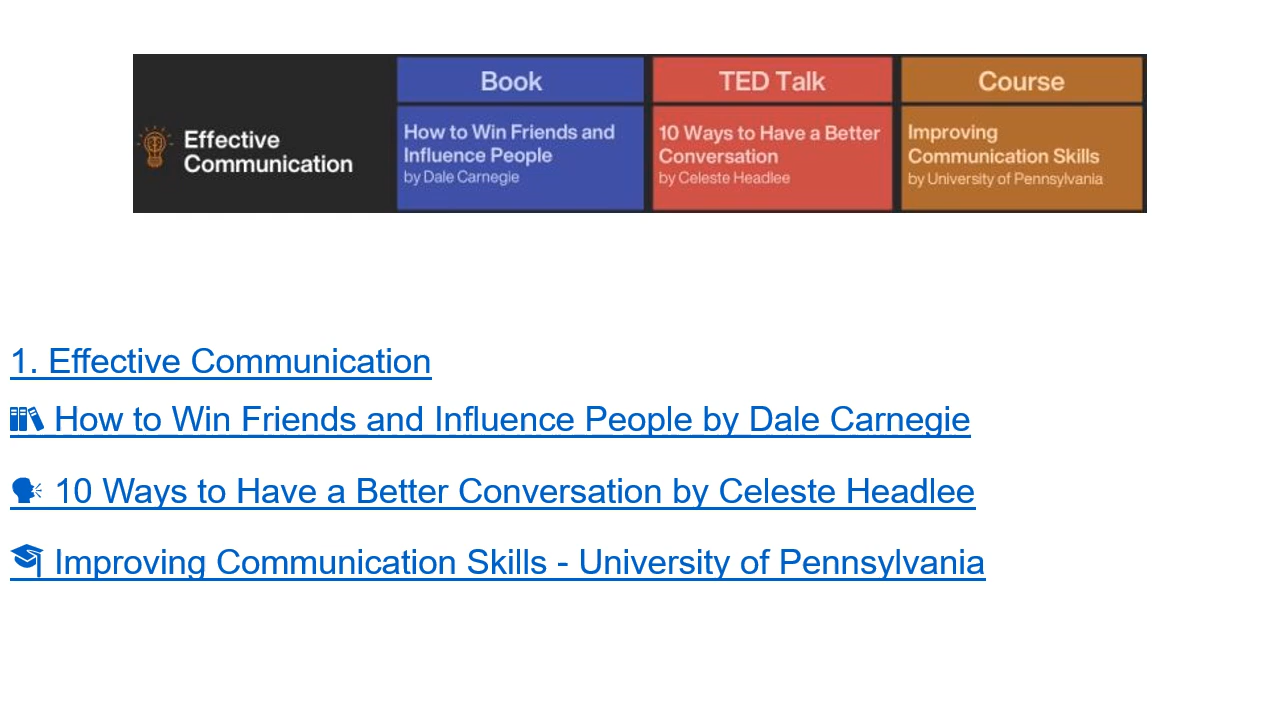 Book
TED Talk
Course
Effective
Communication
How to Win Friends and
Influence People
by Dale Carnegie
10 Ways to Have a Better
Conversation
by Celeste Headlee
Improving
Communication Skills
by University of Pennsylvania
1. Effective Communication
📚 How to Win Friends and Influence People by Dale Carnegie
🗣 10 Ways to Have a Better Conversation by Celeste Headlee
🎓 Improving Communication Skills - University of Pennsylvania